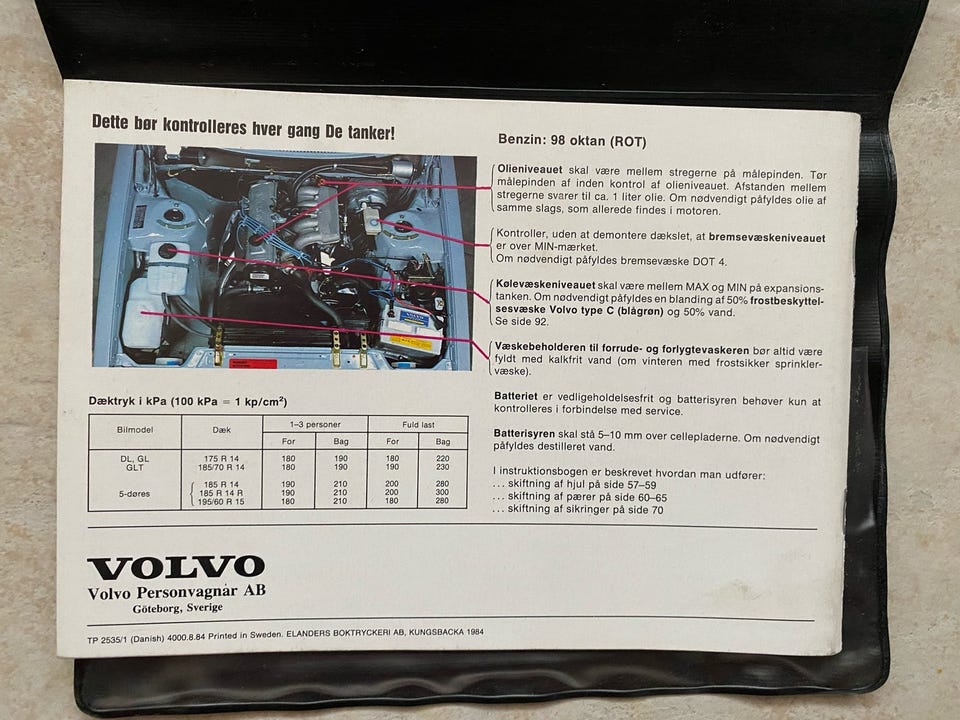 Dette bør kontrolleres hver gang De tanker!
Benzin: 98 oktan (ROT)
Olieniveauet skal være mellem stregerne på målepinden. Tør
målepinden af inden kontrol af olieniveauet. Afstanden mellem
stregerne svarer til ca. 1 liter olie. Om nødvendigt påfyldes olie af
samme slags, som allerede findes i motoren.
Kontroller, uden at demontere dækslet, at bremsevæskeniveauet
er over MIN-mærket.
Om nødvendigt påfyldes bremsevæske DOT 4.
Kølevæskeniveauet skal være mellem MAX og MIN på expansions-
tanken. Om nødvendigt påfyldes en blanding af 50% frostbeskyttel-
sesvæske Volvo type C (blågrøn) og 50% vand.
Se side 92.
Væskebeholderen til forrude- og forlygtevaskeren bør altid være
fyldt med kalkfrit vand (om vinteren med frostsikker sprinkler-
væske).
Batteriet er vedligeholdelsesfrit og batterisyren behøver kun at
kontrolleres i forbindelse med service.
Batterisyren skal stå 5–10 mm over cellepladerne. Om nødvendigt
påfyldes destilleret vand.
I instruktionsbogen er beskrevet hvordan man udfører:
... skiftning af hjul på side 57–59
... skiftning af pærer på side 60–65
... skiftning af sikringer på side 70
Dæktryk i kPa (100 kPa = 1 kp/cm²)
Bilmodel Dæk 1–3 personer Fuld last
For Bag For Bag
DL, GL 175 R 14 180 190 180 220
GLT 185/70 R 14 180 190 190 230
5-døres 185 R 14 190 210 200 280
185 R 14 R 190 210 200 300
195/60 R 15 180 210 180 280
VOLVO
Volvo Personvagnar AB
Göteborg, Sverige
TP 2535/1 (Danish) 4000.8.84 Printed in Sweden. ELANDERS BOKTRYCKERI AB, KUNGSBACKA 1984